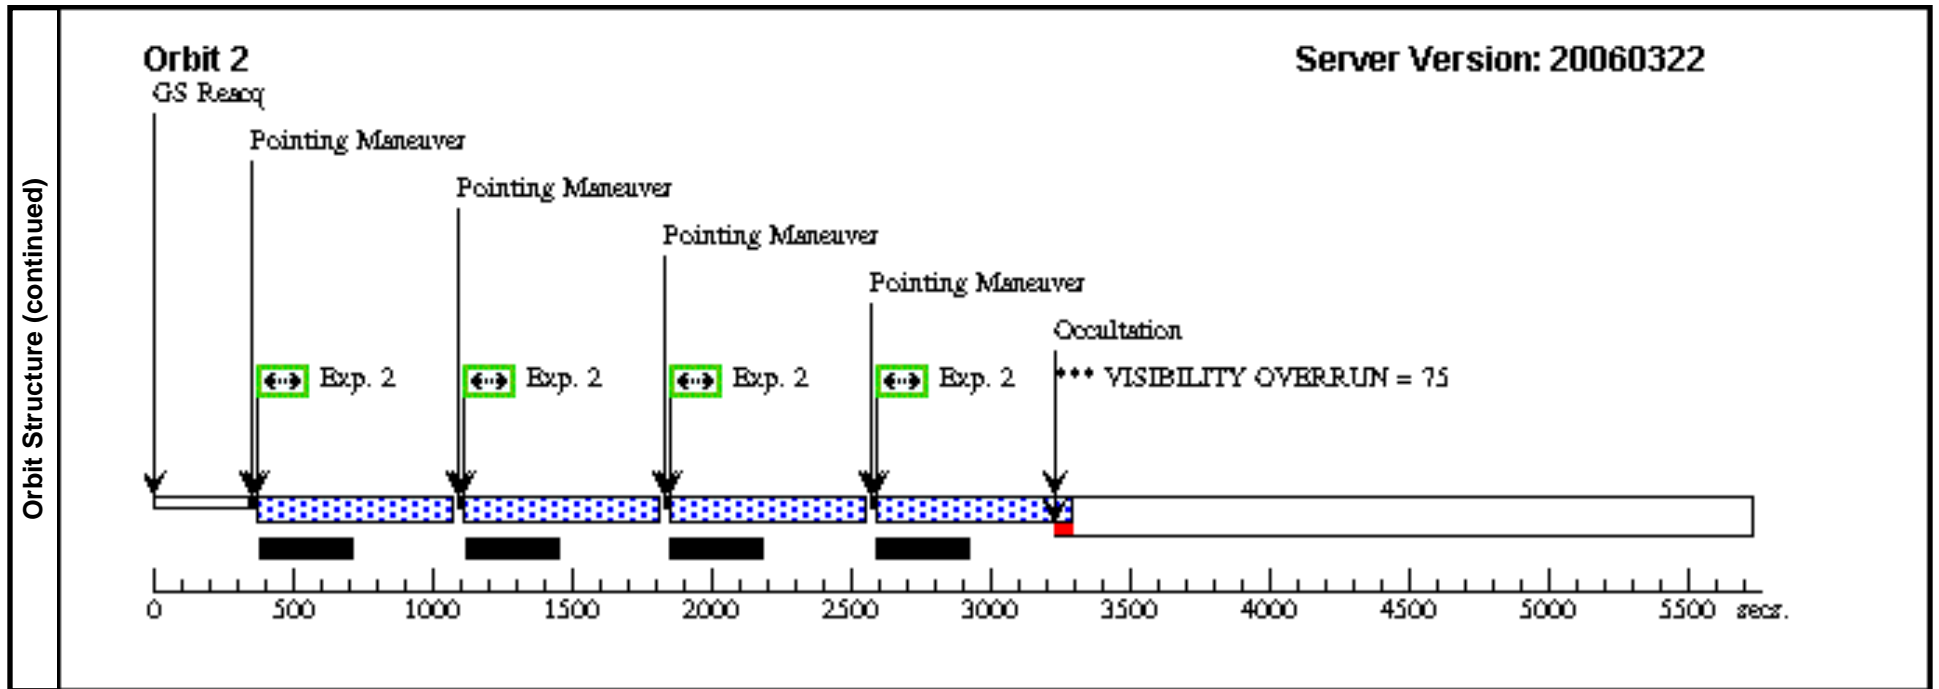 Orbit Structure (continued)
Orbit 2
Server Version: 20060322
GS Reacq
Pointing Maneuver
Pointing Maneuver
Pointing Maneuver
Pointing Maneuver
Occultation
Exp. 2
Exp. 2
Exp. 2
Exp. 2
*** VISIBILITY OVERRUN = 75
0 500 1000 1500 2000 2500 3000 3500 4000 4500 5000 5500 secs.